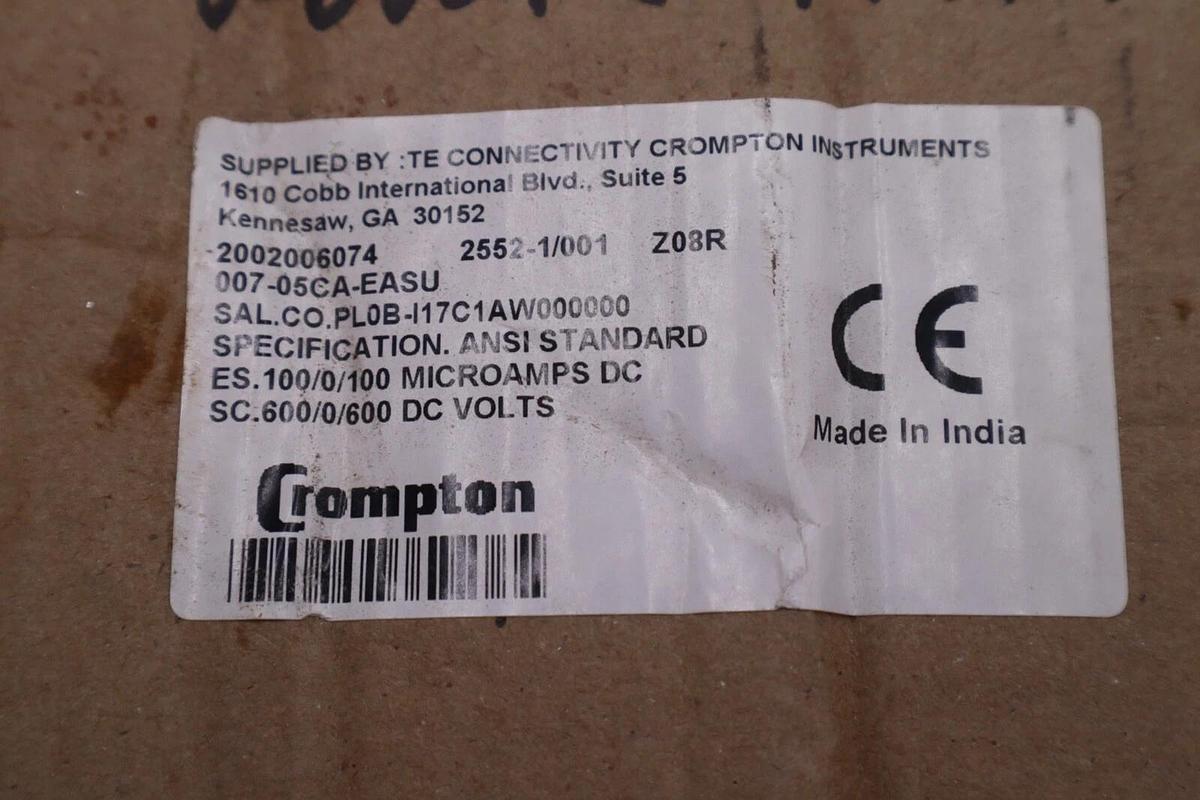 SUPPLIED BY :TE CONNECTIVITY CROMPTON INSTRUMENTS
1610 Cobb International Blvd., Suite 5
Kennesaw, GA 30152
2002006074 2552-1/001 Z08R
007-05CA-EASU
SAL.CO.PL0B-I17C1AW000000
SPECIFICATION. ANSI STANDARD
ES.100/0/100 MICROAMPS DC
SC.600/0/600 DC VOLTS
CE
Made In India
Crompton